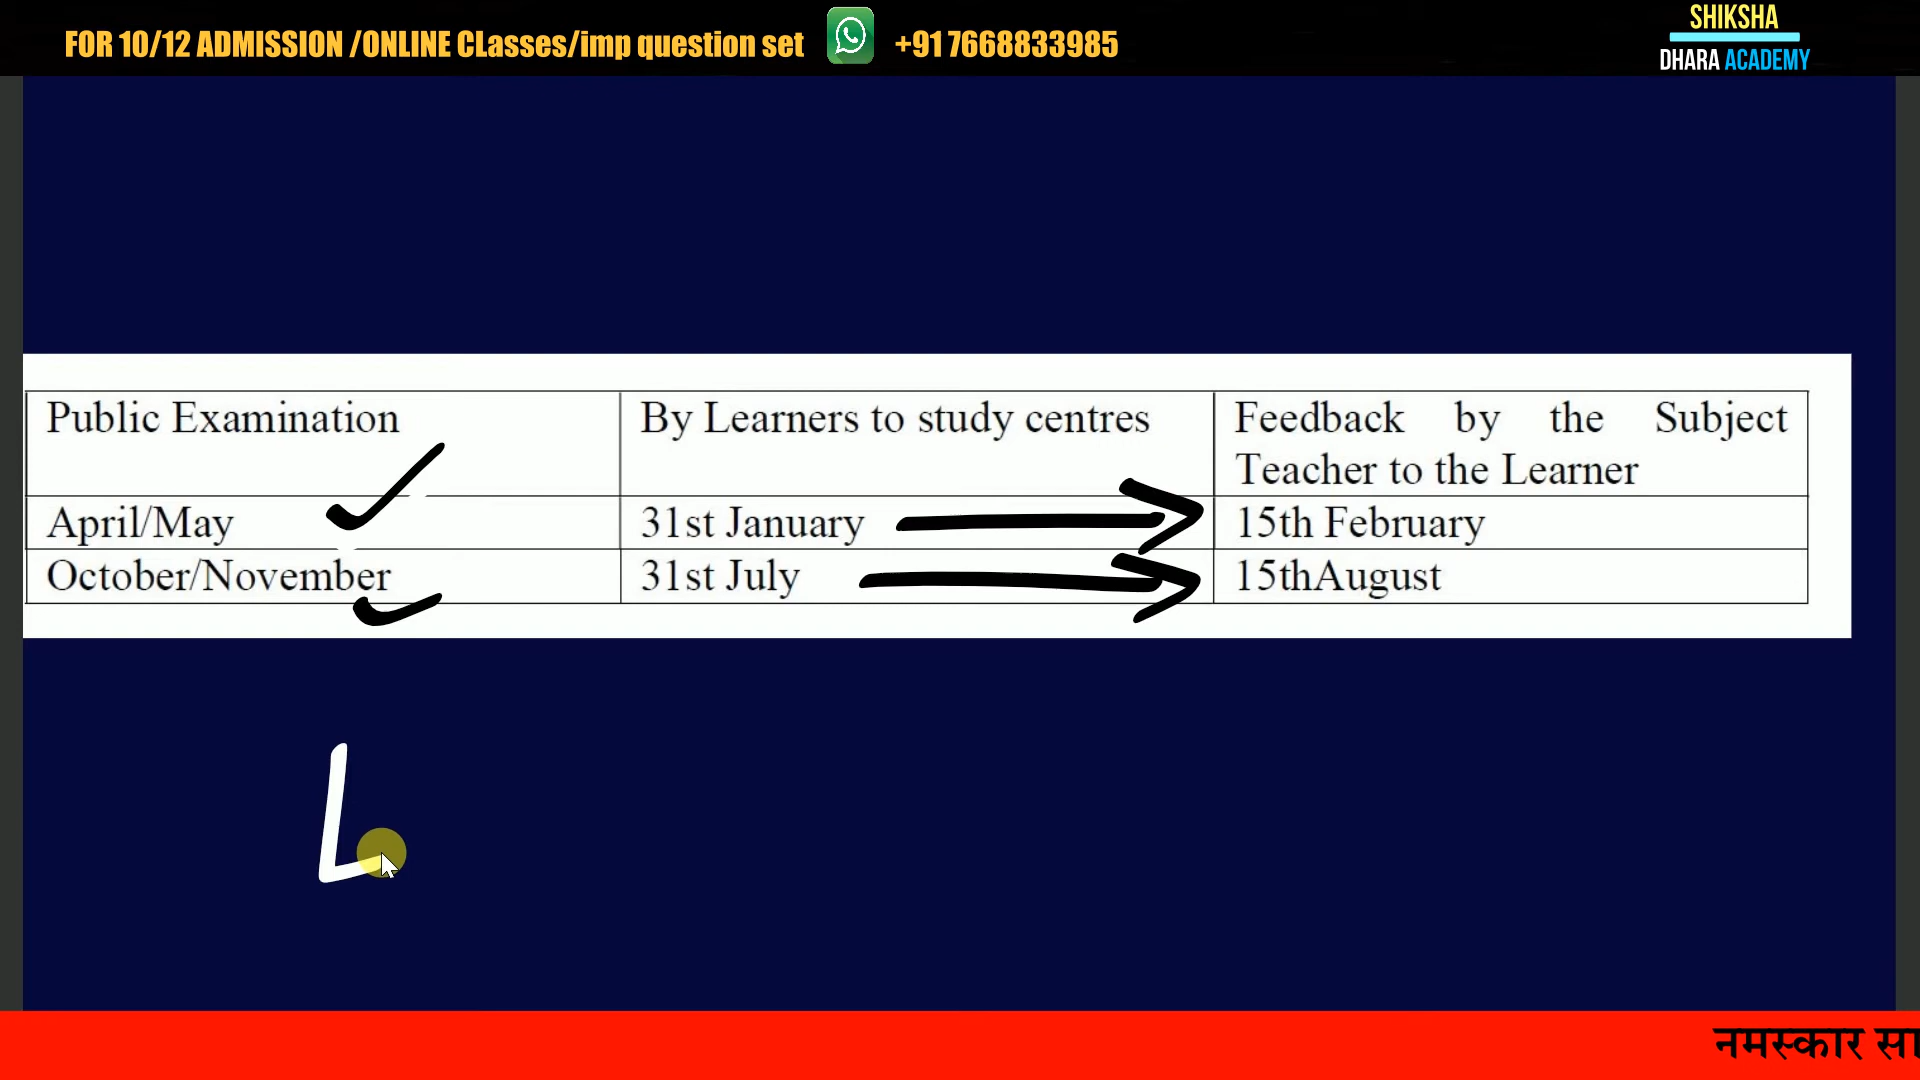 FOR 10/12 ADMISSION /ONLINE CLasses/imp question set
+91 7668833985
SHIKSHA
DHARA ACADEMY
Public Examination
By Learners to study centres
Feedback by the Subject
Teacher to the Learner
April/May
31st January
15th February
October/November
31st July
15thAugust
L
नमस्कार सा